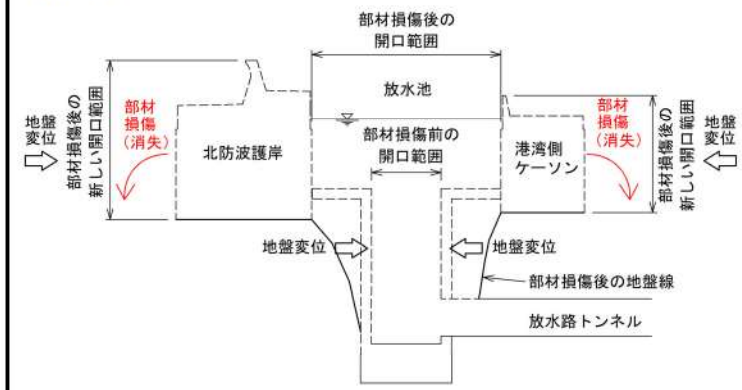 部材損傷後の
開口範囲
放水池
部材損傷後の
新しい開口範囲
地盤
変位
部材
損傷
(消失)
北防波護岸
部材損傷前の
開口範囲
港湾側
ケーソン
部材
損傷
(消失)
部材損傷後の
新しい開口範囲
地盤
変位
地盤変位
地盤変位
部材損傷後の地盤線
放水路トンネル